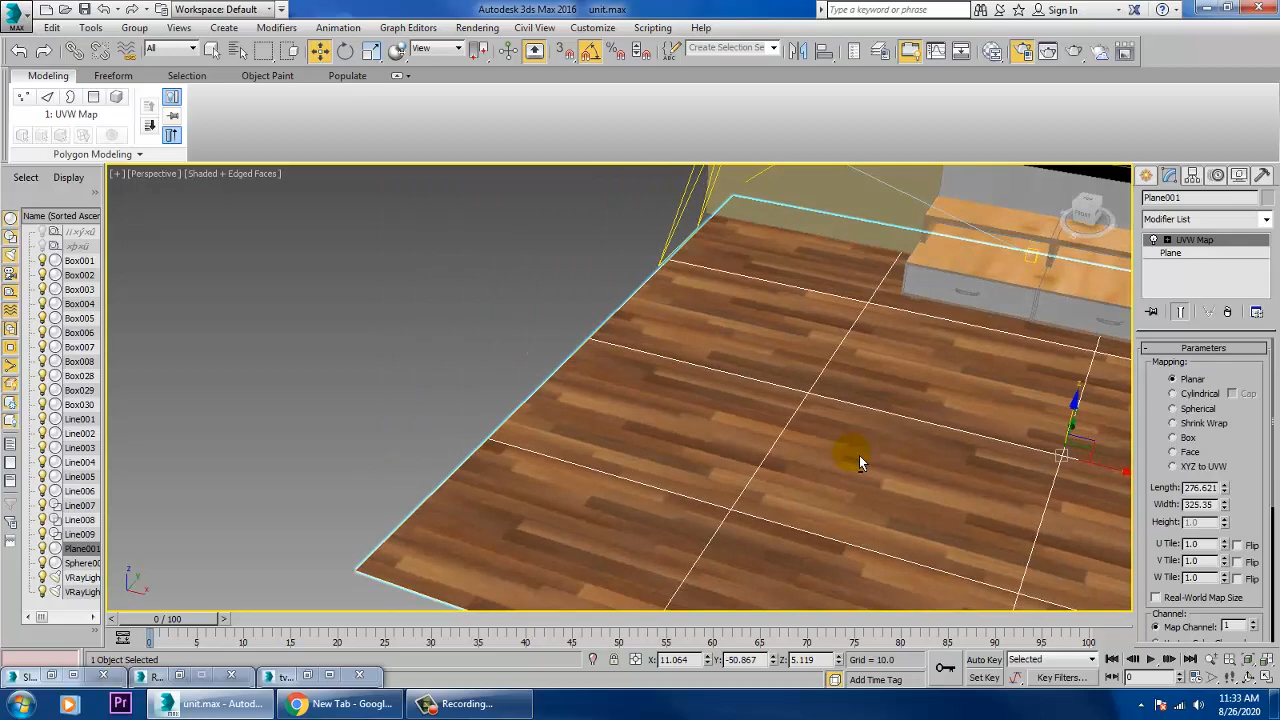 Workspace: Default
Autodesk 3ds Max 2016    unit.max
Type a keyword or phrase
Sign In
MAX
Edit Tools Group Views Create Modifiers Animation Graph Editors Rendering Civil View Customize Scripting Help
All
View
Create Selection Se
Modeling Freeform Selection Object Paint Populate
1: UVW Map
Polygon Modeling
Select Display
[+] [Perspective] [Shaded + Edged Faces]
Name (Sorted Ascen
Box001
Box002
Box003
Box004
Box005
Box006
Box007
Box008
Box028
Box029
Box030
Line001
Line002
Line003
Line004
Line005
Line006
Line007
Line008
Line009
Plane001
Sphere00
VRayLigh
VRayLigh
FRONT
Plane001
Modifier List
UVW Map
Plane
Parameters
Mapping:
Planar
Cylindrical Cap
Spherical
Shrink Wrap
Box
Face
XYZ to UVW
Length: 276.621
Width: 325.35
Height: 1.0
U Tile: 1.0 Flip
V Tile: 1.0 Flip
W Tile: 1.0 Flip
Real-World Map Size
Channel:
Map Channel: 1
0 / 100
0 5 10 15 20 25 30 35 40 45 50 55 60 65 70 75 80 85 90 95 100
1 Object Selected
X: 11.064 Y: -50.867 Z: 5.119 Grid = 10.0
Add Time Tag
Auto Key Selected
Set Key Key Filters...
0
SI... R... tv...
unit.max - Autod...
New Tab - Googl...
Recording...
11:33 AM
8/26/2020